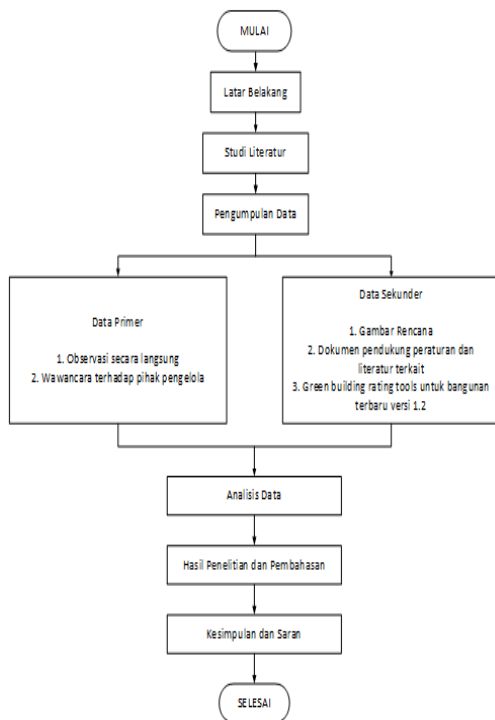 MULAI
Latar Belakang
Studi Literatur
Pengumpulan Data
Data Primer
1. Observasi secara langsung
2. Wawancara terhadap pihak pengelola
Data Sekunder
1. Gambar Rencana
2. Dokumen pendukung peraturan dan
literatur terkait
3. Green building rating tools untuk bangunan
terbaru versi 1.2
Analisis Data
Hasil Penelitian dan Pembahasan
Kesimpulan dan Saran
SELESAI